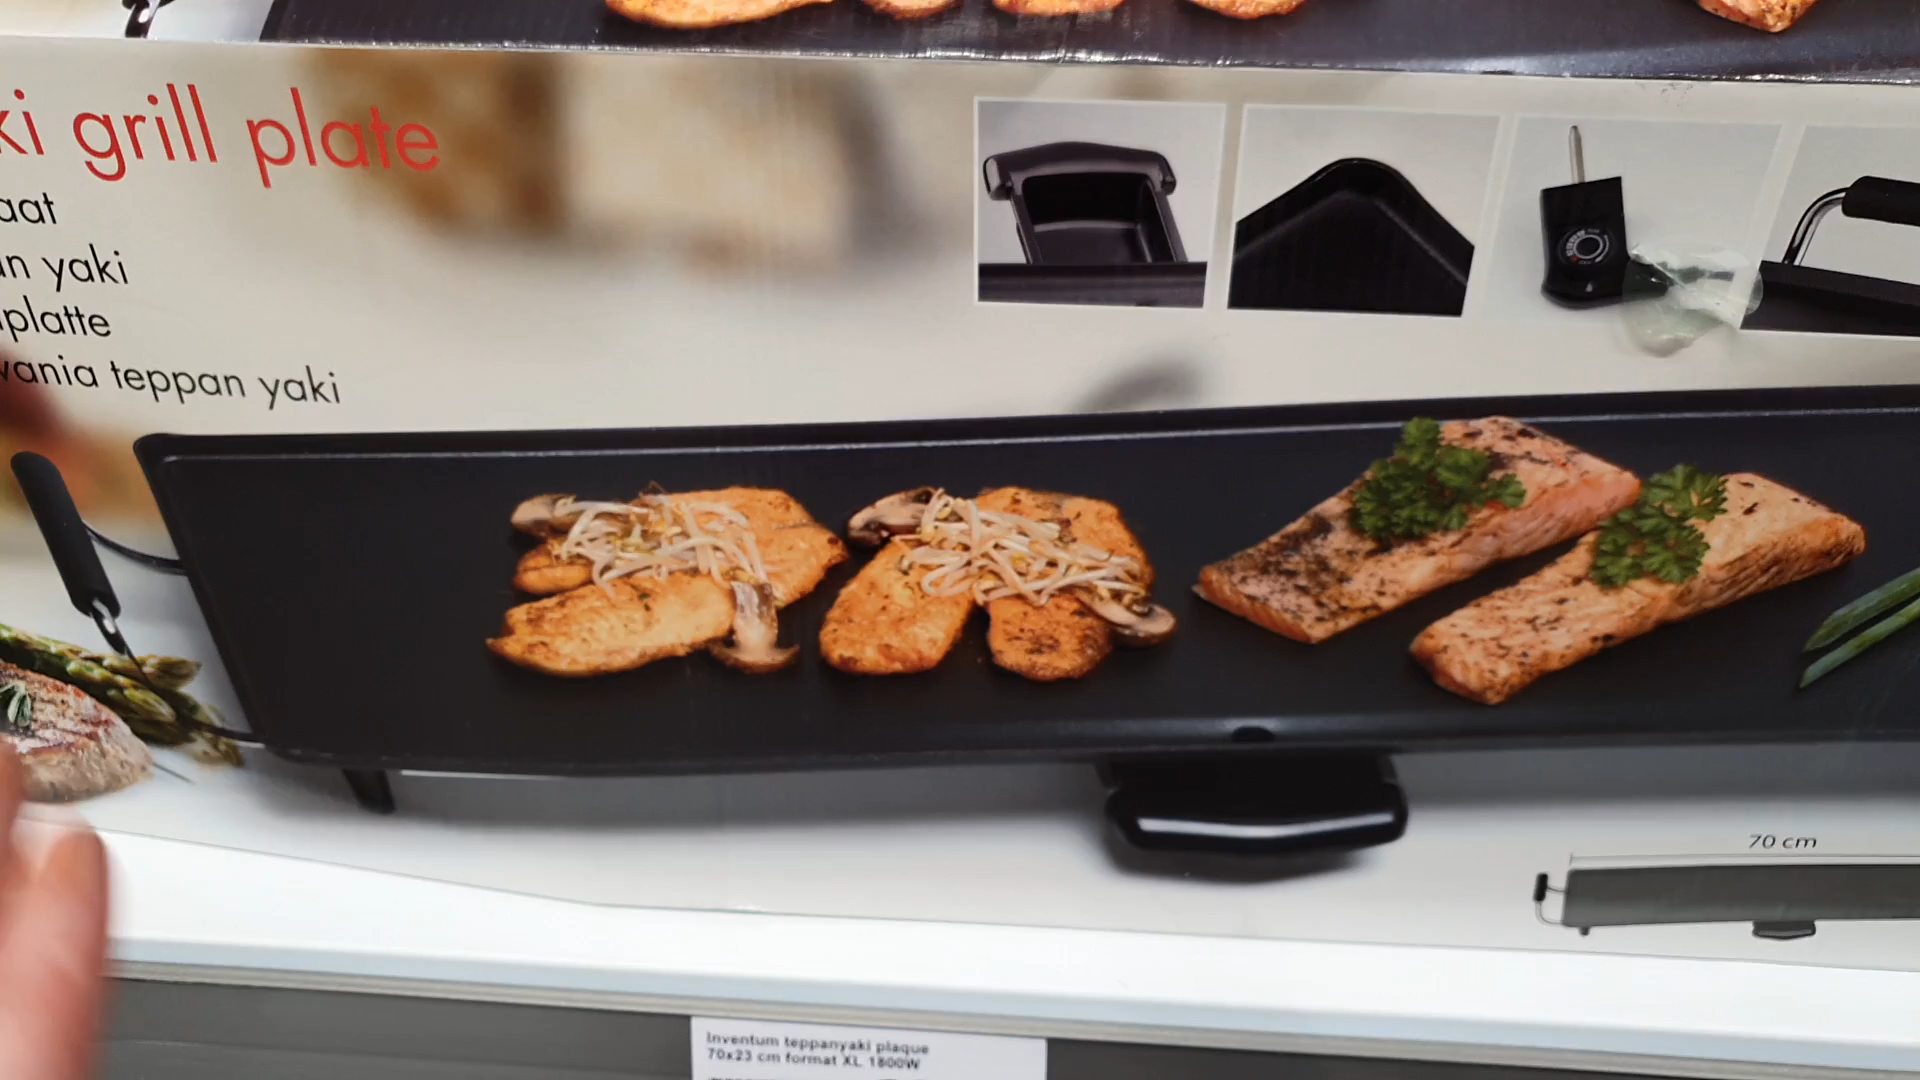 ki grill plate
aat
an yaki
lplatte
vania teppan yaki
70 cm
Inventum teppanyaki plaque
70x23 cm format XL 1800W